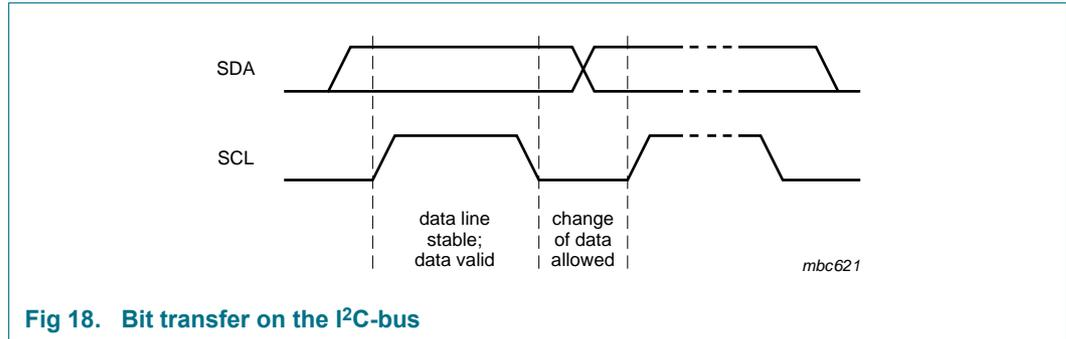 SDA
SCL
data line
stable;
data valid
change
of data
allowed
mbc621
Fig 18. Bit transfer on the I²C-bus